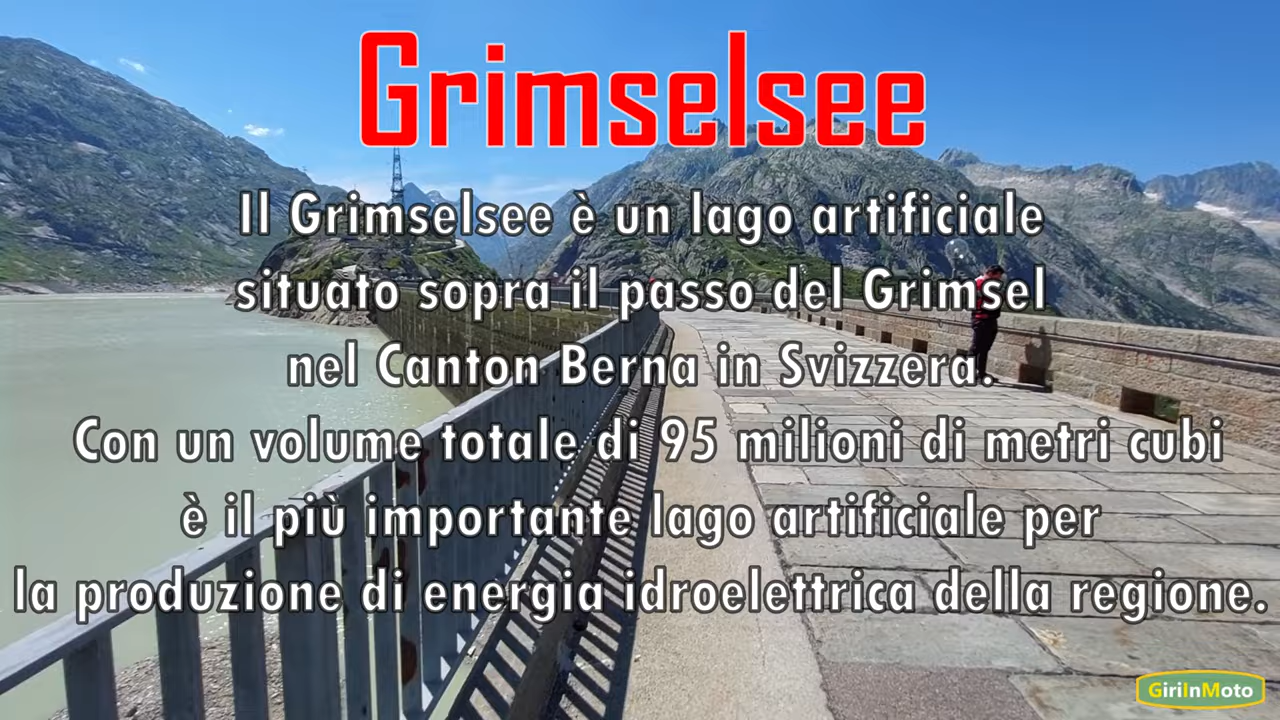 Grimselsee
Il Grimselsee è un lago artificiale
situato sopra il passo del Grimsel
nel Canton Berna in Svizzera.
Con un volume totale di 95 milioni di metri cubi
è il più importante lago artificiale per
la produzione di energia idroelettrica della regione.
GiriInMoto